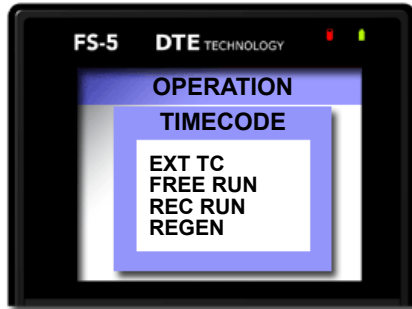 FS-5 DTE TECHNOLOGY
OPERATION
TIMECODE
EXT TC
FREE RUN
REC RUN
REGEN